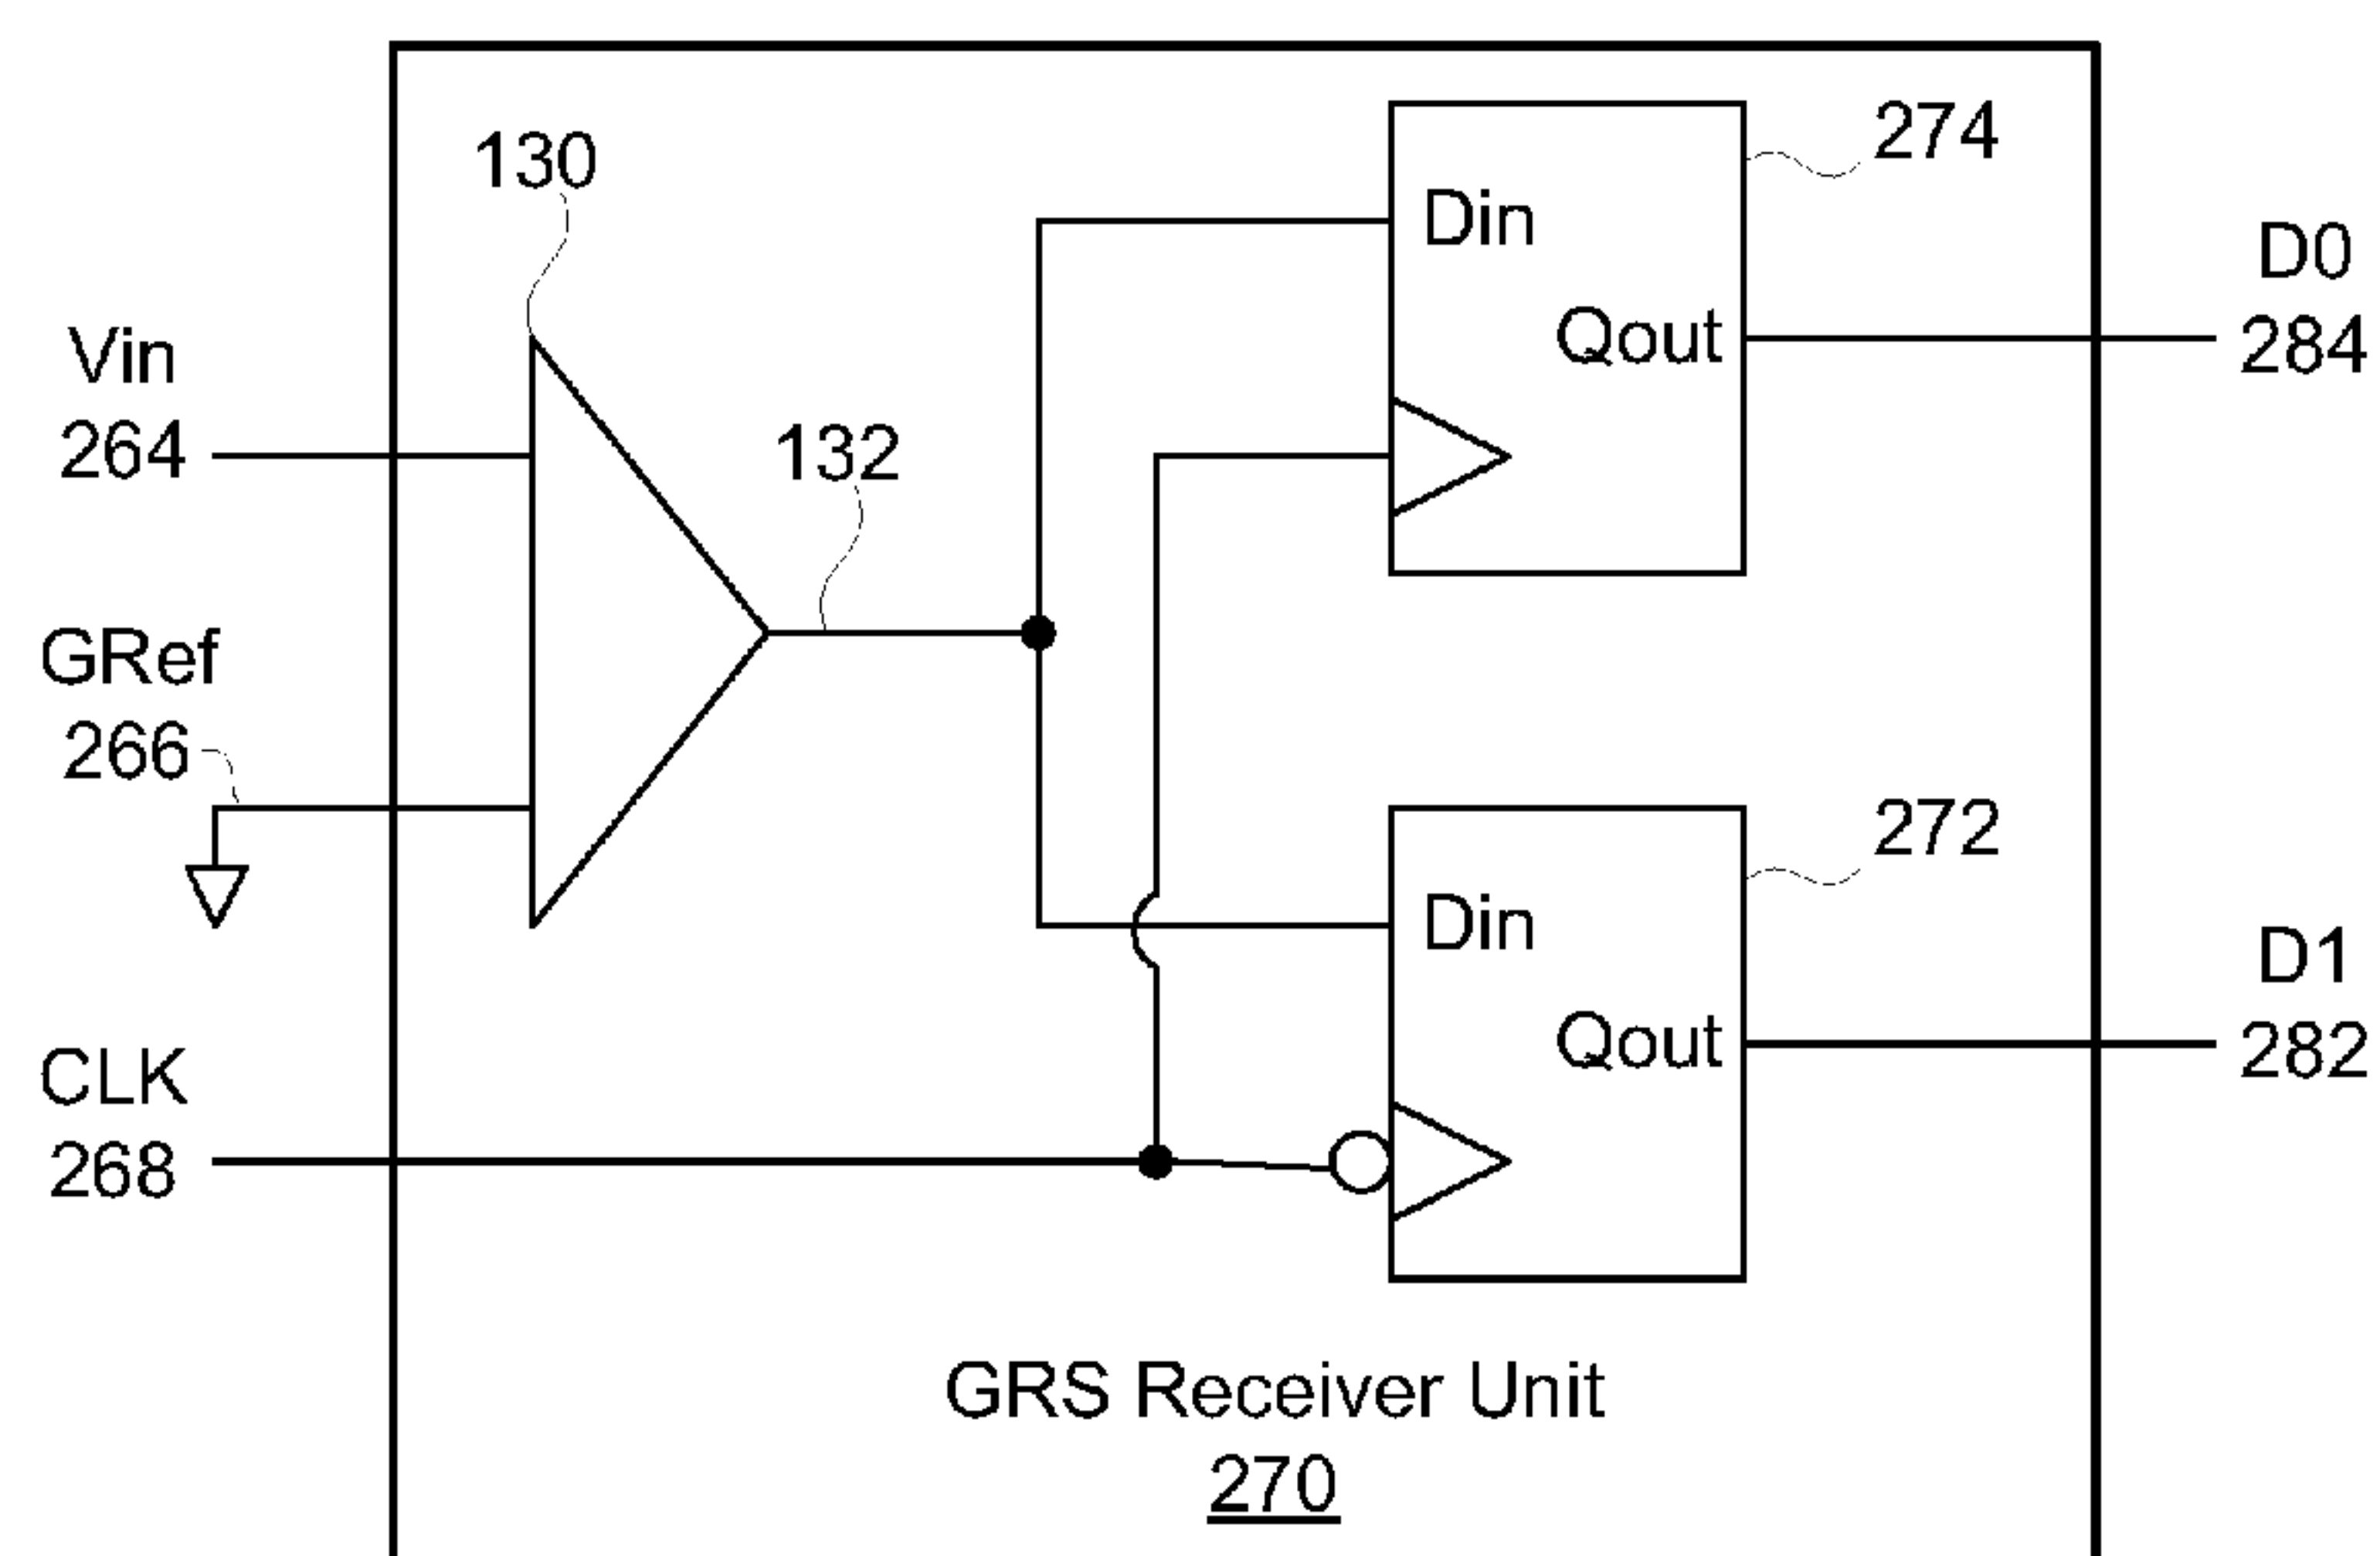 130
274
Din
D0
284
Qout
Vin
264
132
GRef
266
272
Din
D1
282
Qout
CLK
268
GRS Receiver Unit
270